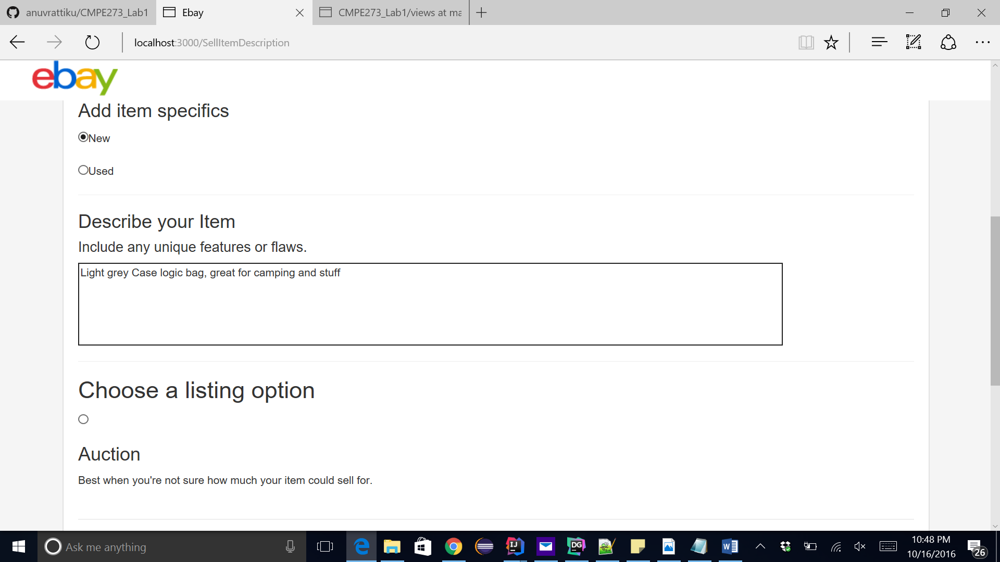 anuvrattiku/CMPE273_Lab1
Ebay
CMPE273_Lab1/views at ma
localhost:3000/SellItemDescription
ebay
Add item specifics
New
Used
Describe your Item
Include any unique features or flaws.
Light grey Case logic bag, great for camping and stuff
Choose a listing option
Auction
Best when you're not sure how much your item could sell for.
Ask me anything
IJ
DG
W
10:48 PM
10/16/2016
26